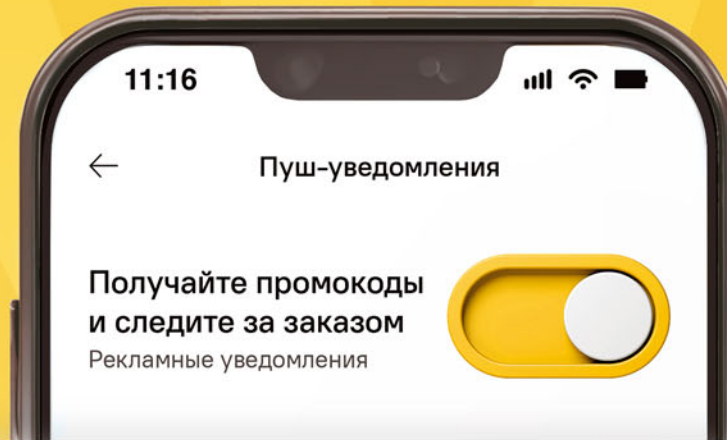 11:16
Пуш-уведомления
Получайте промокоды
и следите за заказом
Рекламные уведомления